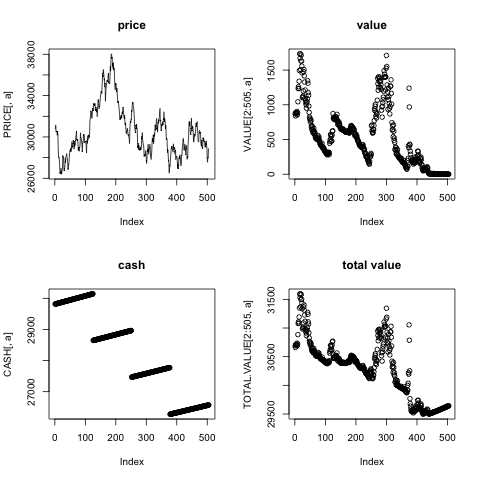 price
PRICE[, a]
26000 30000 34000 38000
0 100 200 300 400 500
Index
value
VALUE[2:505, a]
0 500 1000 1500
0 100 200 300 400 500
Index
cash
CASH[, a]
27000 29000
0 100 200 300 400 500
Index
total value
TOTAL.VALUE[2:505, a]
29500 30500 31500
0 100 200 300 400 500
Index